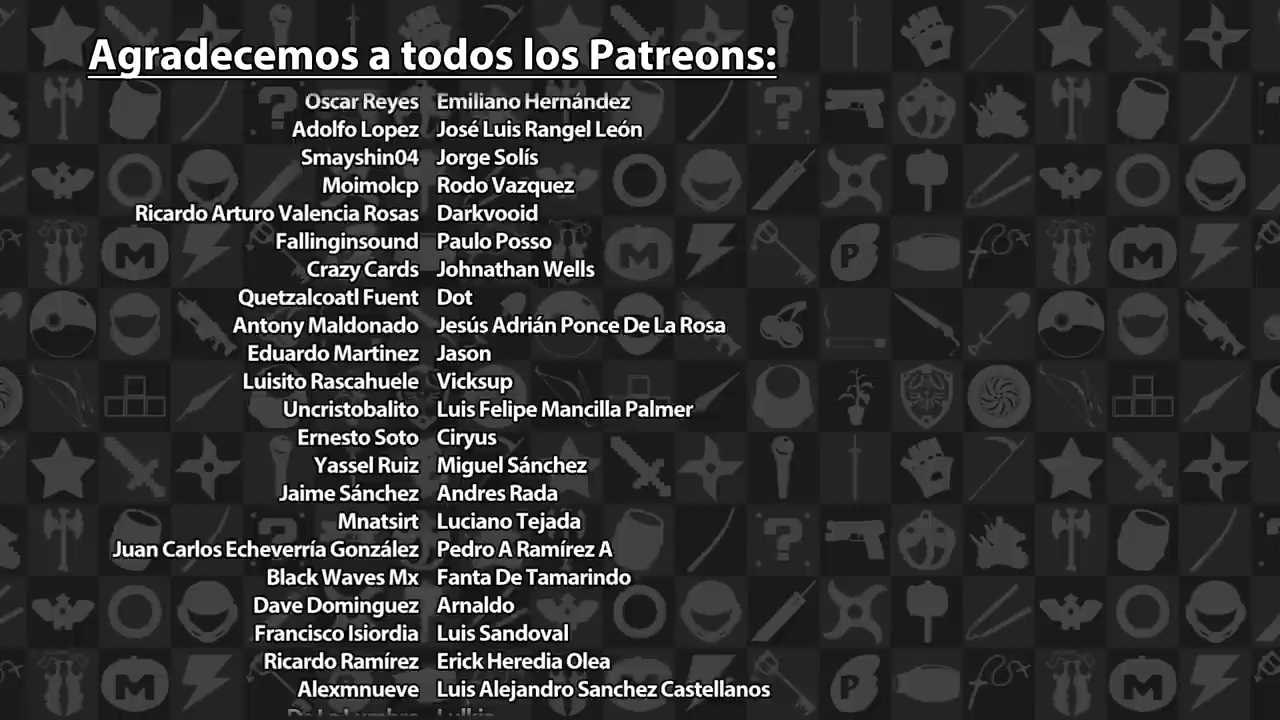 Agradecemos a todos los Patreons:
Oscar Reyes Emiliano Hernández
Adolfo Lopez José Luis Rangel León
Smayshin04 Jorge Solís
Moimolcp Rodo Vazquez
Ricardo Arturo Valencia Rosas Darkvooid
Fallinginsound Paulo Posso
Crazy Cards Johnathan Wells
Quetzalcoatl Fuent Dot
Antony Maldonado Jesús Adrián Ponce De La Rosa
Eduardo Martinez Jason
Luisito Rascahuele Vicksup
Uncristobalito Luis Felipe Mancilla Palmer
Ernesto Soto Ciryus
Yassel Ruiz Miguel Sánchez
Jaime Sánchez Andres Rada
Mnatsirt Luciano Tejada
Juan Carlos Echeverría González Pedro A Ramírez A
Black Waves Mx Fanta De Tamarindo
Dave Dominguez Arnaldo
Francisco Isiordia Luis Sandoval
Ricardo Ramírez Erick Heredia Olea
Alexmnueve Luis Alejandro Sanchez Castellanos